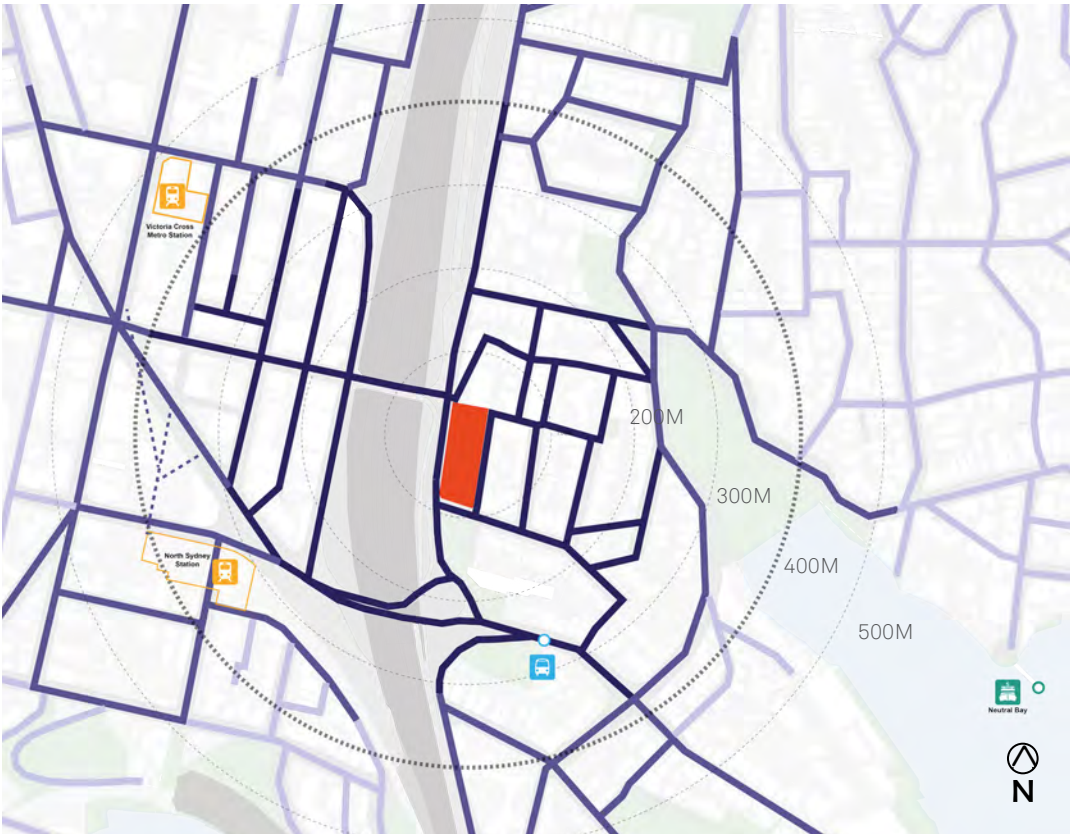 Victoria Cross
Metro Station
200M
300M
North Sydney
Station
400M
500M
Neutral Bay
N